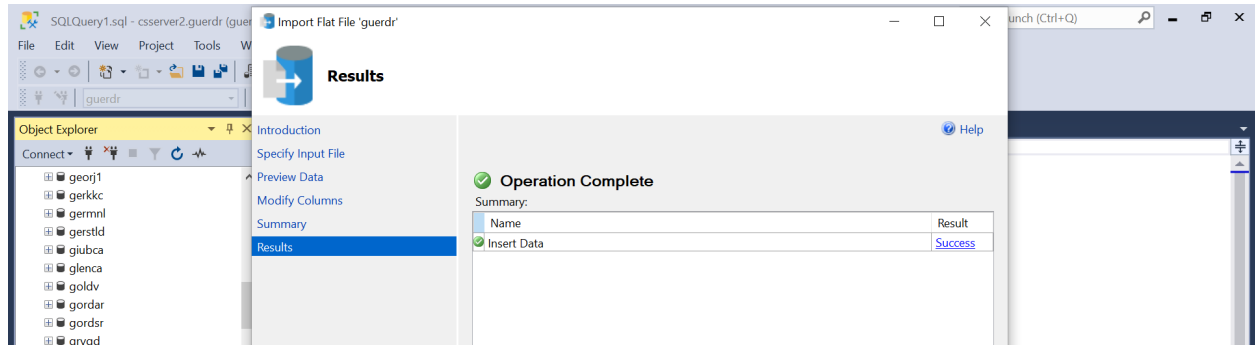 SQLQuery1.sql - csserver2.guerdr (guer
Import Flat File 'guerdr'
unch (Ctrl+Q)
File Edit View Project Tools W
Results
guerdr
Object Explorer
Connect
georj1
gerkkc
germnl
gerstld
giubca
glenca
goldv
gordar
gordsr
grygd
Introduction
Specify Input File
Preview Data
Modify Columns
Summary
Results
Help
Operation Complete
Summary:
Name Result
Insert Data Success